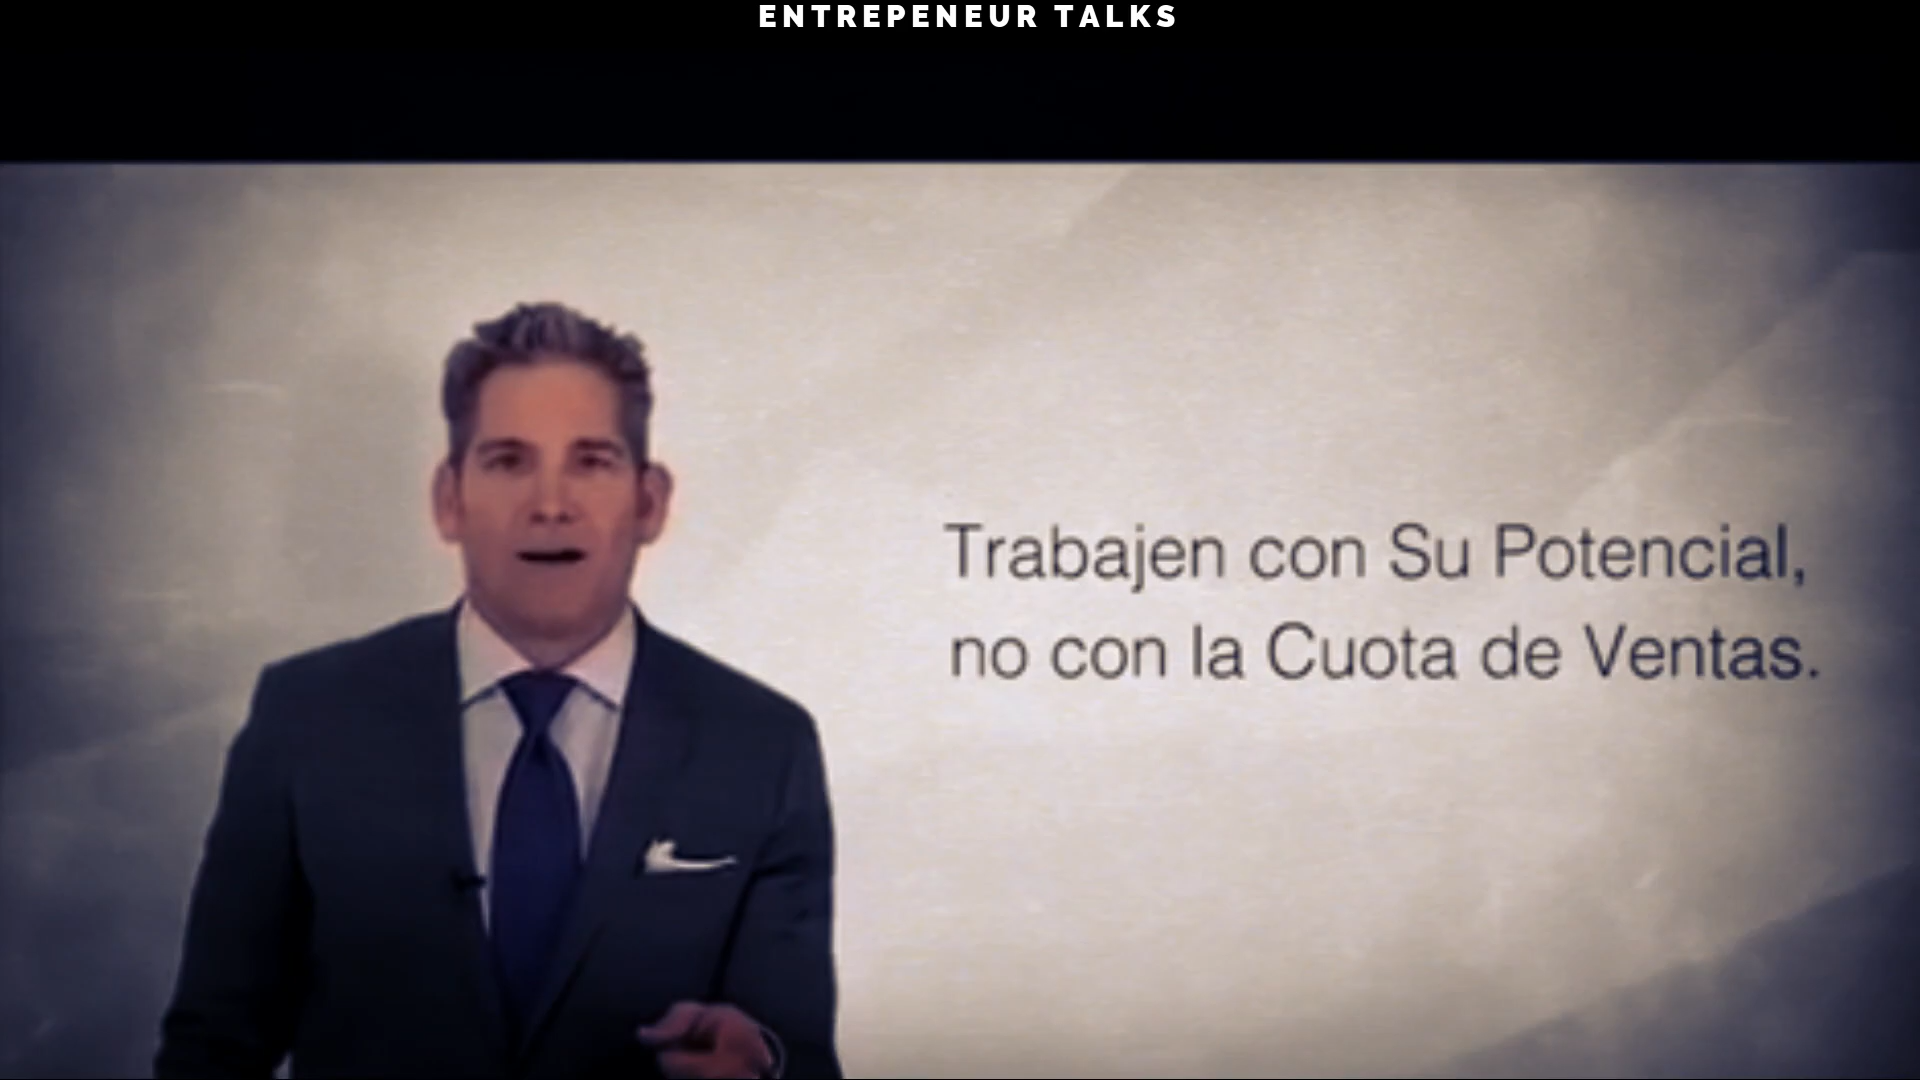 ENTREPENEUR TALKS
Trabajen con Su Potencial,
no con la Cuota de Ventas.